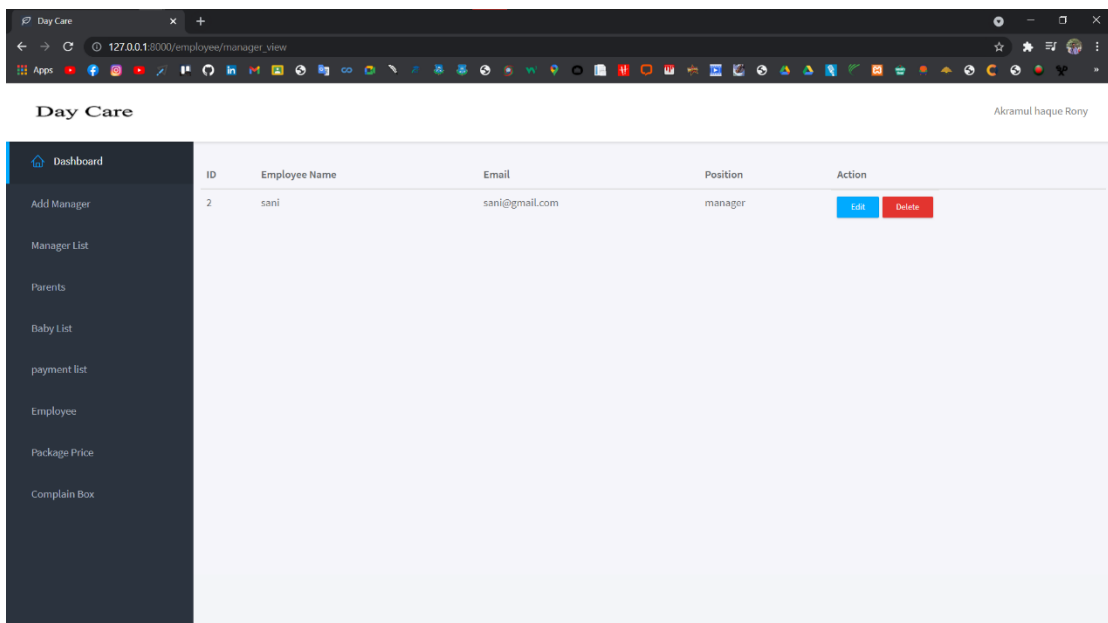 Day Care
127.0.0.1:8000/employee/manager_view
Apps
Day Care
Akramul haque Rony
Dashboard
Add Manager
Manager List
Parents
Baby List
payment list
Employee
Package Price
Complain Box
ID Employee Name Email Position Action
2 sani sani@gmail.com manager Edit Delete